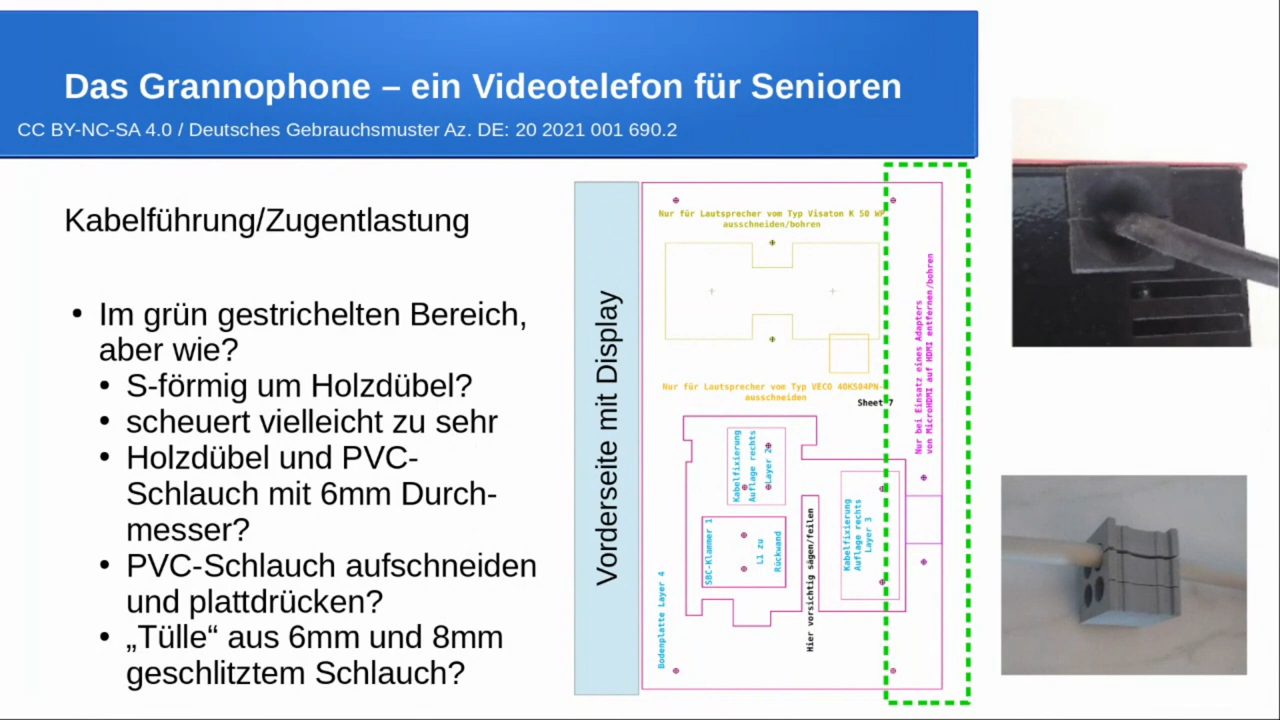 Das Grannophone – ein Videotelefon für Senioren
CC BY-NC-SA 4.0 / Deutsches Gebrauchsmuster Az. DE: 20 2021 001 690.2
Kabelführung/Zugentlastung
• Im grün gestrichelten Bereich,
aber wie?
• S-förmig um Holzdübel?
• scheuert vielleicht zu sehr
• Holzdübel und PVC-
Schlauch mit 6mm Durch-
messer?
• PVC-Schlauch aufschneiden
und plattdrücken?
• „Tülle“ aus 6mm und 8mm
geschlitztem Schlauch?
Vorderseite mit Display
Nur für Lautsprecher vom Typ Visaton K 50 WP
ausschneiden/bohren
Nur für Lautsprecher vom Typ VECO 40KS04PN-
ausschneiden
Sheet 7
Nur bei Einsatz eines Adapters
von MicroHDMI auf HDMI entfernen/bohren
Kabelfixierung
Auflage rechts
Layer 2
SBC-Klammer 1
L1 zu
Rückwand
Kabelfixierung
Auflage rechts
Layer 3
Hier vorsichtig sägen/feilen
Bodenplatte Layer 4